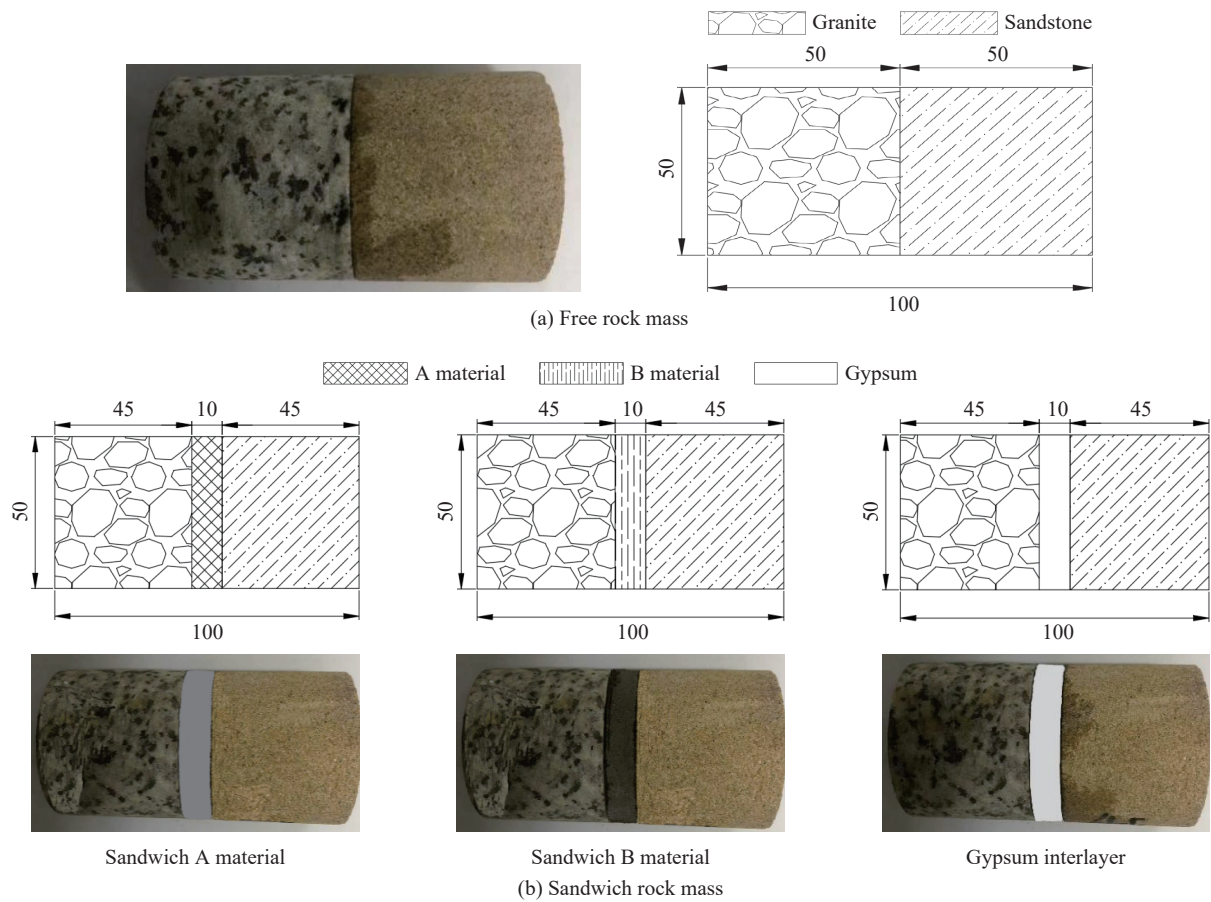 Granite Sandstone
50 50
50
100
(a) Free rock mass
A material B material Gypsum
45 10 45 45 10 45 45 10 45
50 50 50
100 100 100
Sandwich A material Sandwich B material Gypsum interlayer
(b) Sandwich rock mass